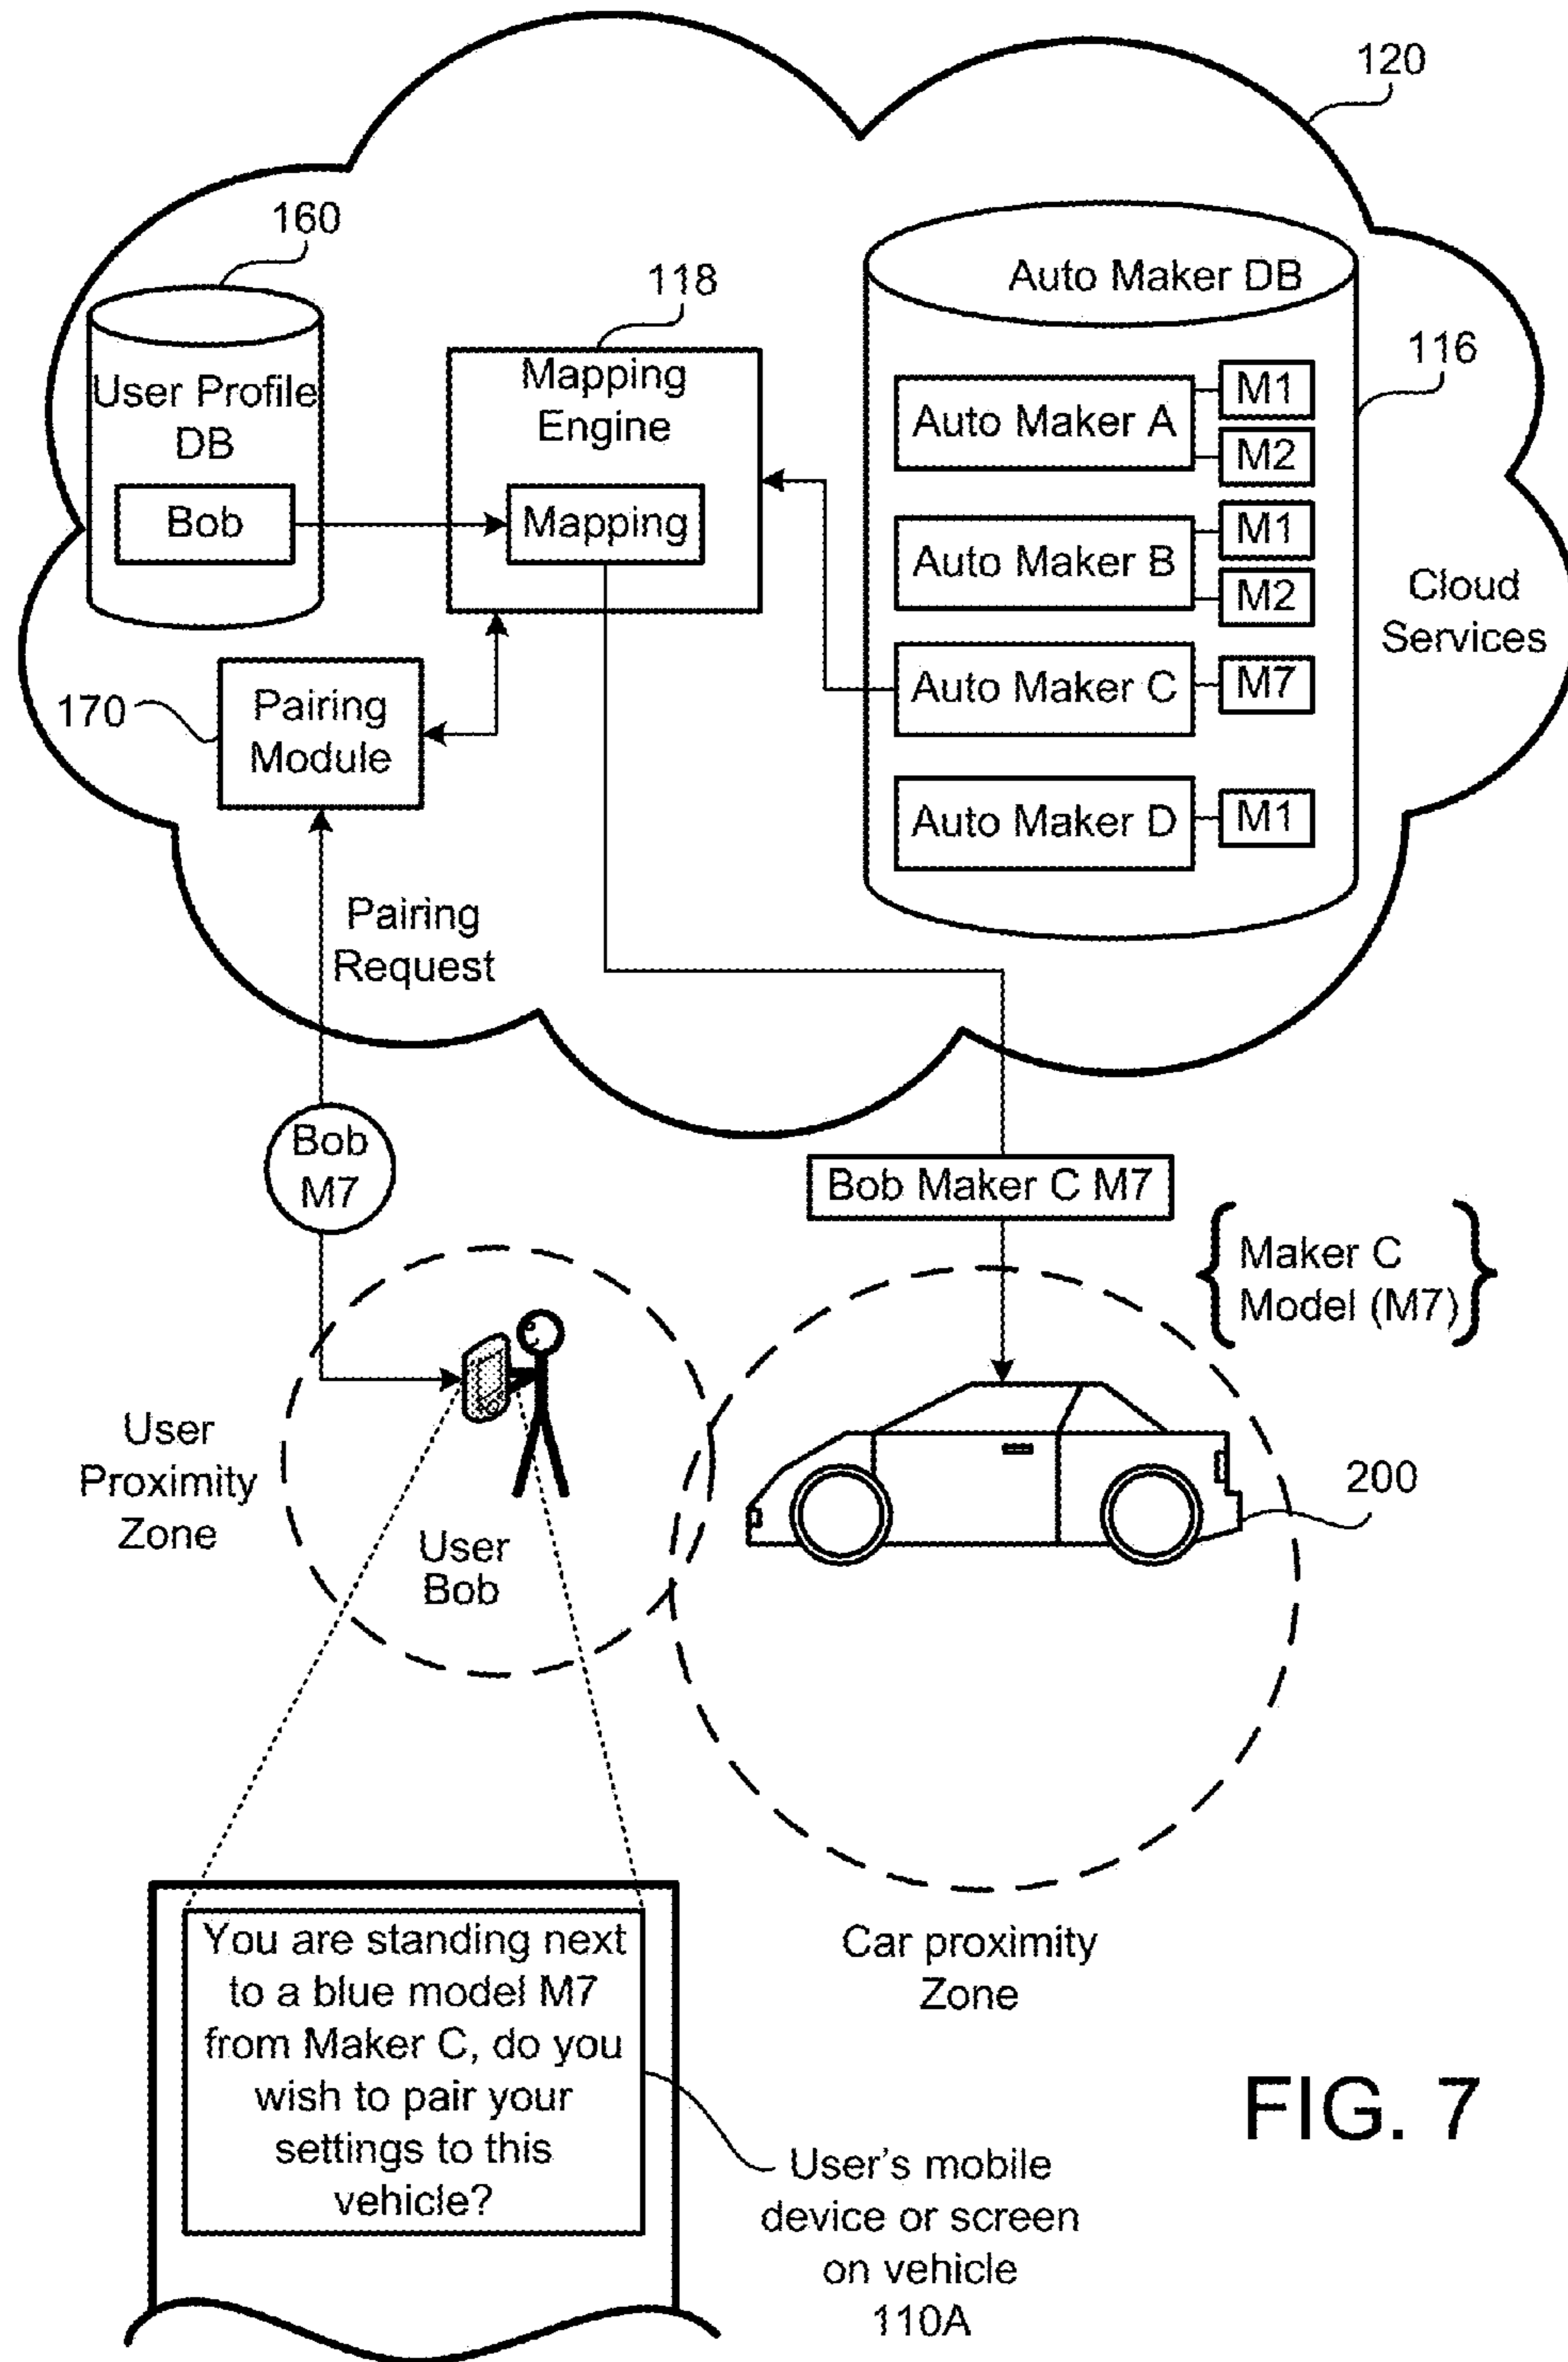 120
160
118
Auto Maker DB
116
User Profile
DB
Bob
Mapping
Engine
Mapping
Auto Maker A
M1
M2
Auto Maker B
M1
M2
Auto Maker C
M7
Auto Maker D
M1
Cloud
Services
170
Pairing
Module
Pairing
Request
Bob
M7
Bob Maker C M7
Maker C
Model (M7)
User
Proximity
Zone
User
Bob
200
Car proximity
Zone
You are standing next
to a blue model M7
from Maker C, do you
wish to pair your
settings to this
vehicle?
User's mobile
device or screen
on vehicle
110A
FIG. 7